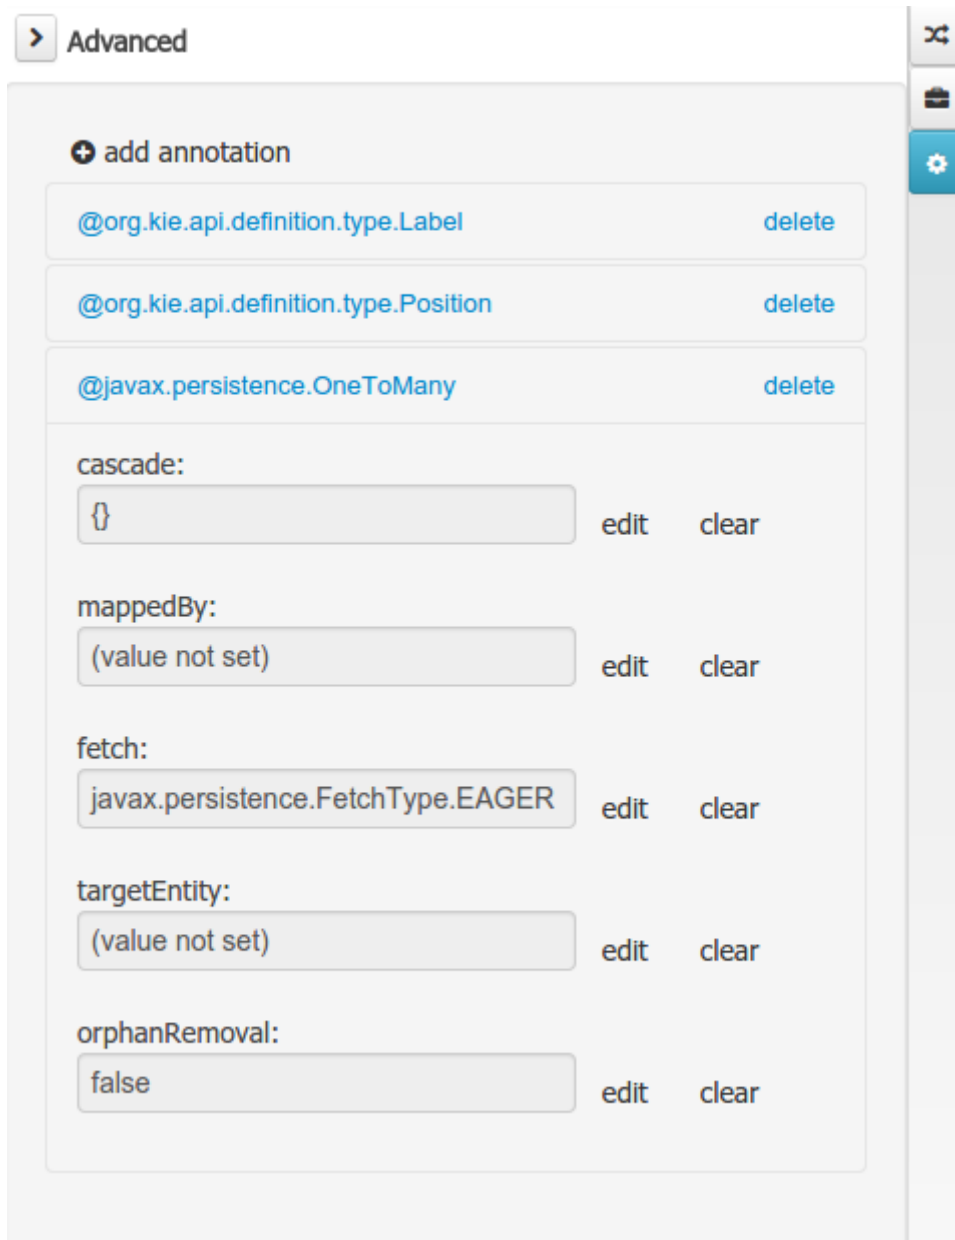 Advanced
add annotation
@org.kie.api.definition.type.Label delete
@org.kie.api.definition.type.Position delete
@javax.persistence.OneToMany delete
cascade:
{} edit clear
mappedBy:
(value not set) edit clear
fetch:
javax.persistence.FetchType.EAGER edit clear
targetEntity:
(value not set) edit clear
orphanRemoval:
false edit clear